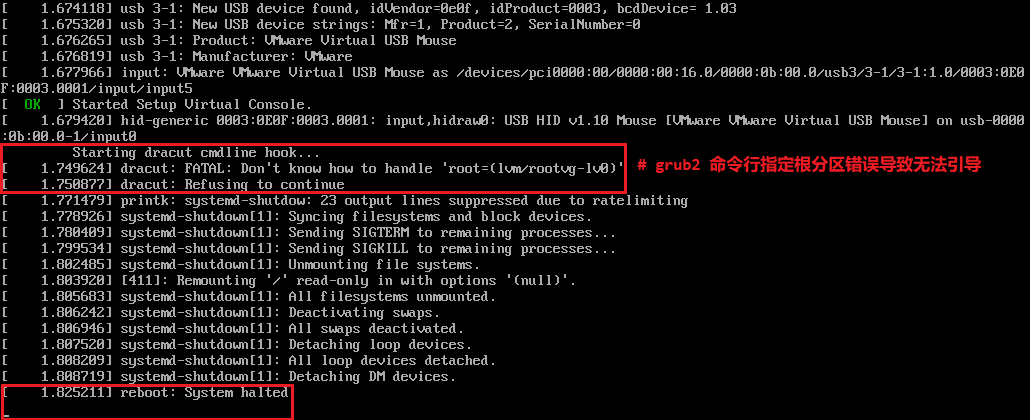 [    1.674118] usb 3-1: New USB device found, idVendor=0e0f, idProduct=0003, bcdDevice= 1.03
[    1.675320] usb 3-1: New USB device strings: Mfr=1, Product=2, SerialNumber=0
[    1.676265] usb 3-1: Product: VMware Virtual USB Mouse
[    1.676819] usb 3-1: Manufacturer: VMware
[    1.677966] input: VMware VMware Virtual USB Mouse as /devices/pci0000:00/0000:00:16.0/0000:0b:00.0/usb3/3-1/3-1:1.0/0003:0E0
F:0003.0001/input/input5
[  OK  ] Started Setup Virtual Console.
[    1.679420] hid-generic 0003:0E0F:0003.0001: input,hidraw0: USB HID v1.10 Mouse [VMware VMware Virtual USB Mouse] on usb-0000
:0b:00.0-1/input0
Starting dracut cmdline hook...
[    1.749624] dracut: FATAL: Don't know how to handle 'root=(lvm/rootvg-lv0)'
# grub2 命令行指定根分区错误导致无法引导
[    1.750877] dracut: Refusing to continue
[    1.771479] printk: systemd-shutdow: 23 output lines suppressed due to ratelimiting
[    1.778926] systemd-shutdown[1]: Syncing filesystems and block devices.
[    1.780409] systemd-shutdown[1]: Sending SIGTERM to remaining processes...
[    1.799534] systemd-shutdown[1]: Sending SIGKILL to remaining processes...
[    1.802485] systemd-shutdown[1]: Unmounting file systems.
[    1.803920] [411]: Remounting '/' read-only in with options '(null)'.
[    1.805683] systemd-shutdown[1]: All filesystems unmounted.
[    1.806242] systemd-shutdown[1]: Deactivating swaps.
[    1.806946] systemd-shutdown[1]: All swaps deactivated.
[    1.807520] systemd-shutdown[1]: Detaching loop devices.
[    1.808209] systemd-shutdown[1]: All loop devices detached.
[    1.808719] systemd-shutdown[1]: Detaching DM devices.
[    1.825211] reboot: System halted